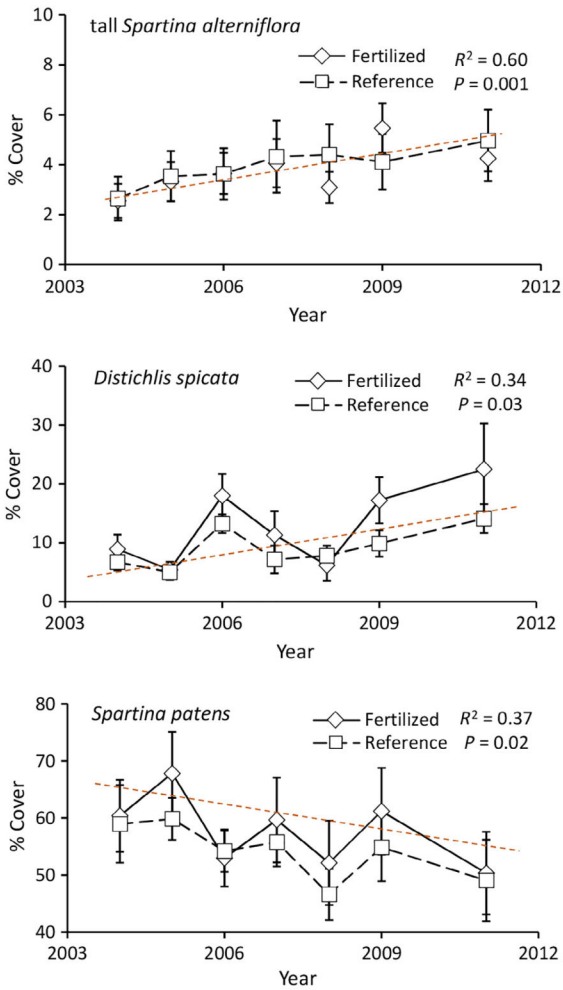 10
tall Spartina alterniflora
Fertilized
R² = 0.60
8
Reference
P = 0.001
6
% Cover
4
2
0
2003 2006 2009 2012
Year
40
Distichlis spicata
Fertilized
R² = 0.34
Reference
P = 0.03
30
% Cover
20
10
0
2003 2006 2009 2012
Year
80
Spartina patens
Fertilized
R² = 0.37
Reference
P = 0.02
70
% Cover
60
50
40
2003 2006 2009 2012
Year